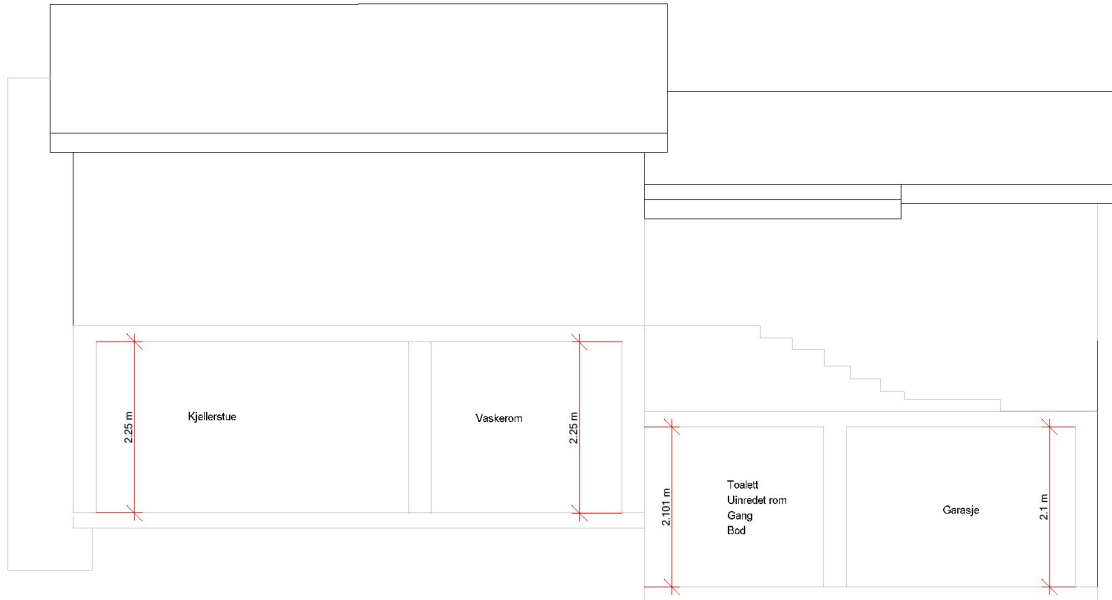 Kjellerstue
2.25 m
Vaskerom
2.25 m
Toalett
Uinredet rom
Gang
Bod
2.101 m
Garasje
2.1 m